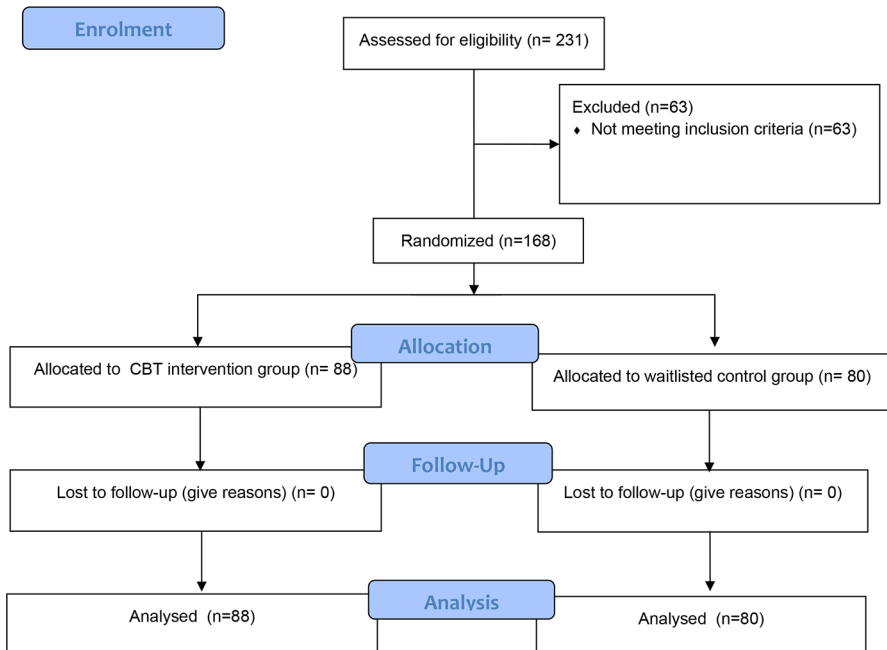 Enrolment
Assessed for eligibility (n= 231)
Excluded (n=63)
♦ Not meeting inclusion criteria (n=63)
Randomized (n=168)
Allocation
Allocated to CBT intervention group (n= 88)
Allocated to waitlisted control group (n= 80)
Follow-Up
Lost to follow-up (give reasons) (n= 0)
Lost to follow-up (give reasons) (n= 0)
Analysis
Analysed (n=88)
Analysed (n=80)